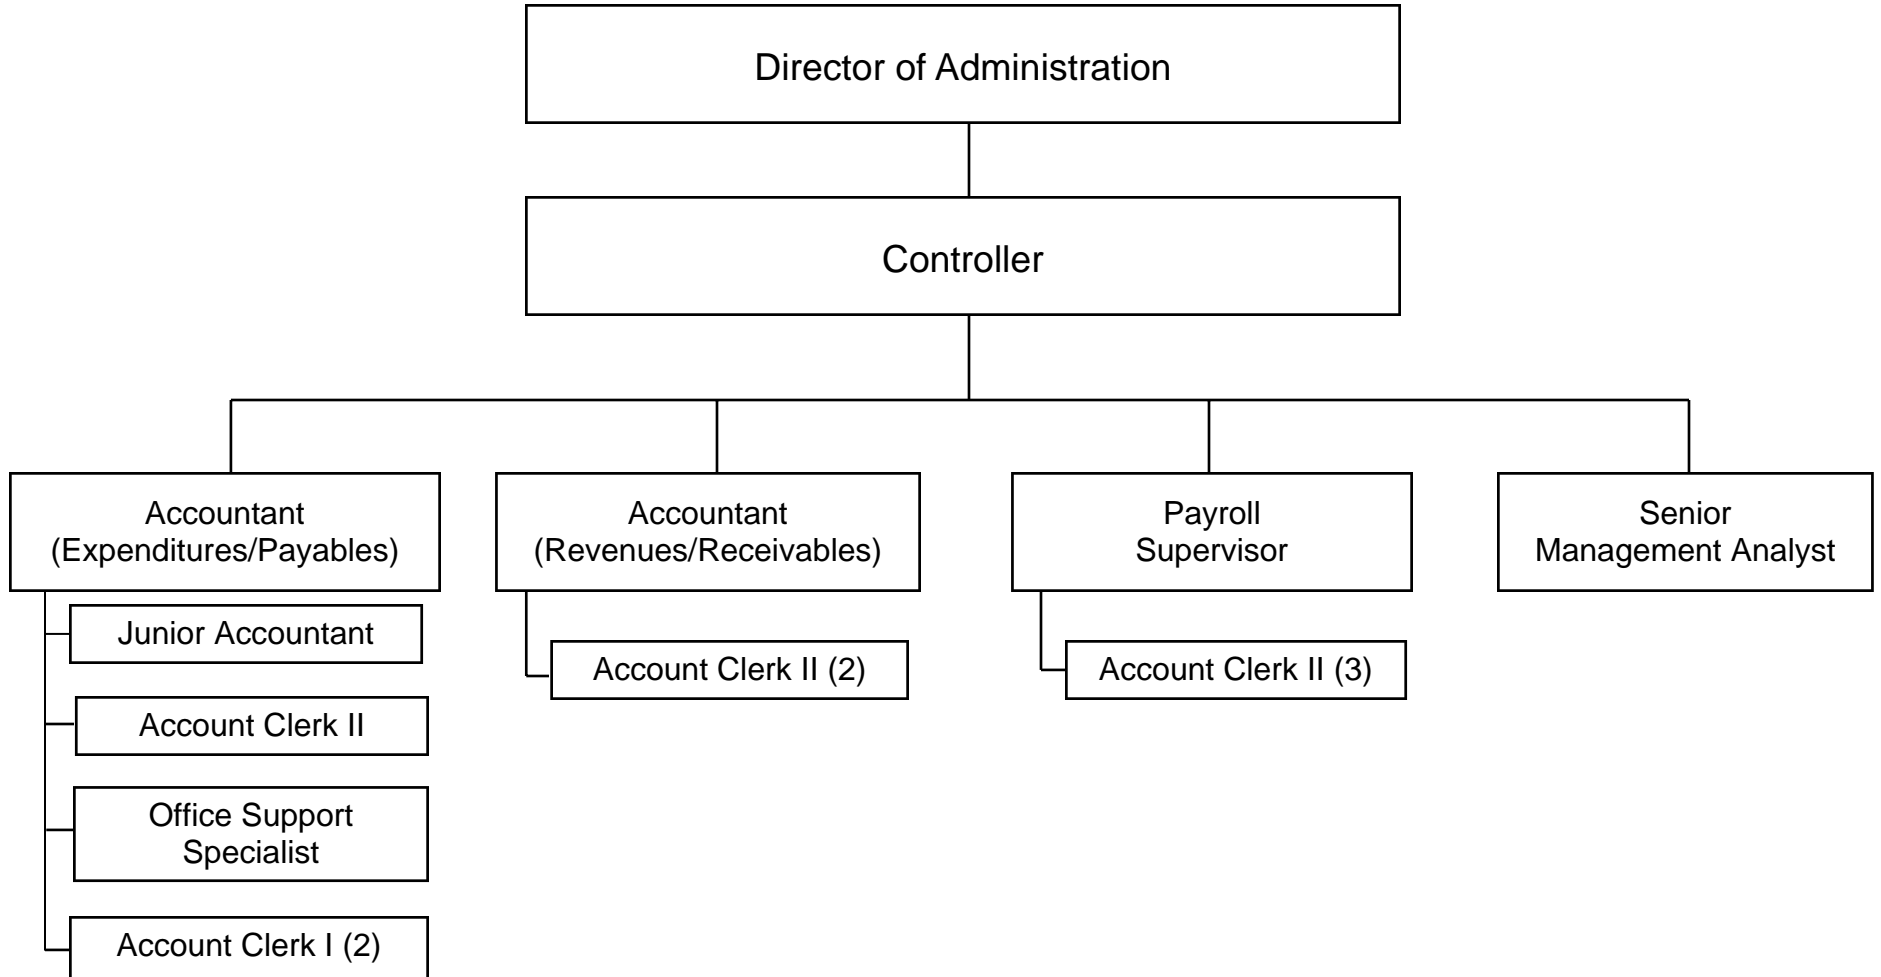 Director of Administration
Controller
Accountant
(Expenditures/Payables)
Junior Accountant
Account Clerk II
Office Support
Specialist
Account Clerk I (2)
Accountant
(Revenues/Receivables)
Account Clerk II (2)
Payroll
Supervisor
Account Clerk II (3)
Senior
Management Analyst